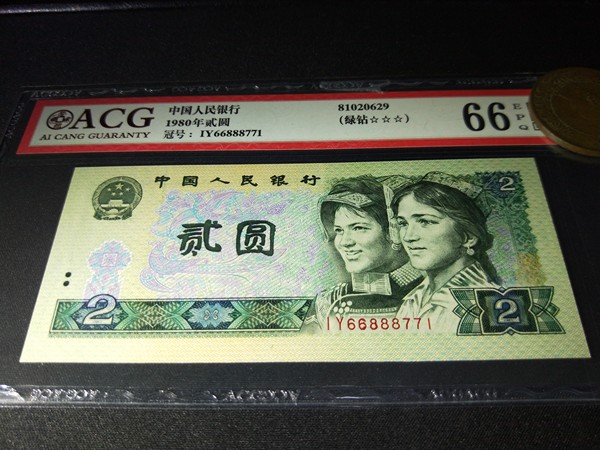 ACG
AI CANG GUARANTY
中国人民银行
1980年贰圆
冠号：IY66888771
81020629
(绿钻☆☆☆)
66
E
P
Q
中国人民银行
2
贰圆
2
IY66888771
2